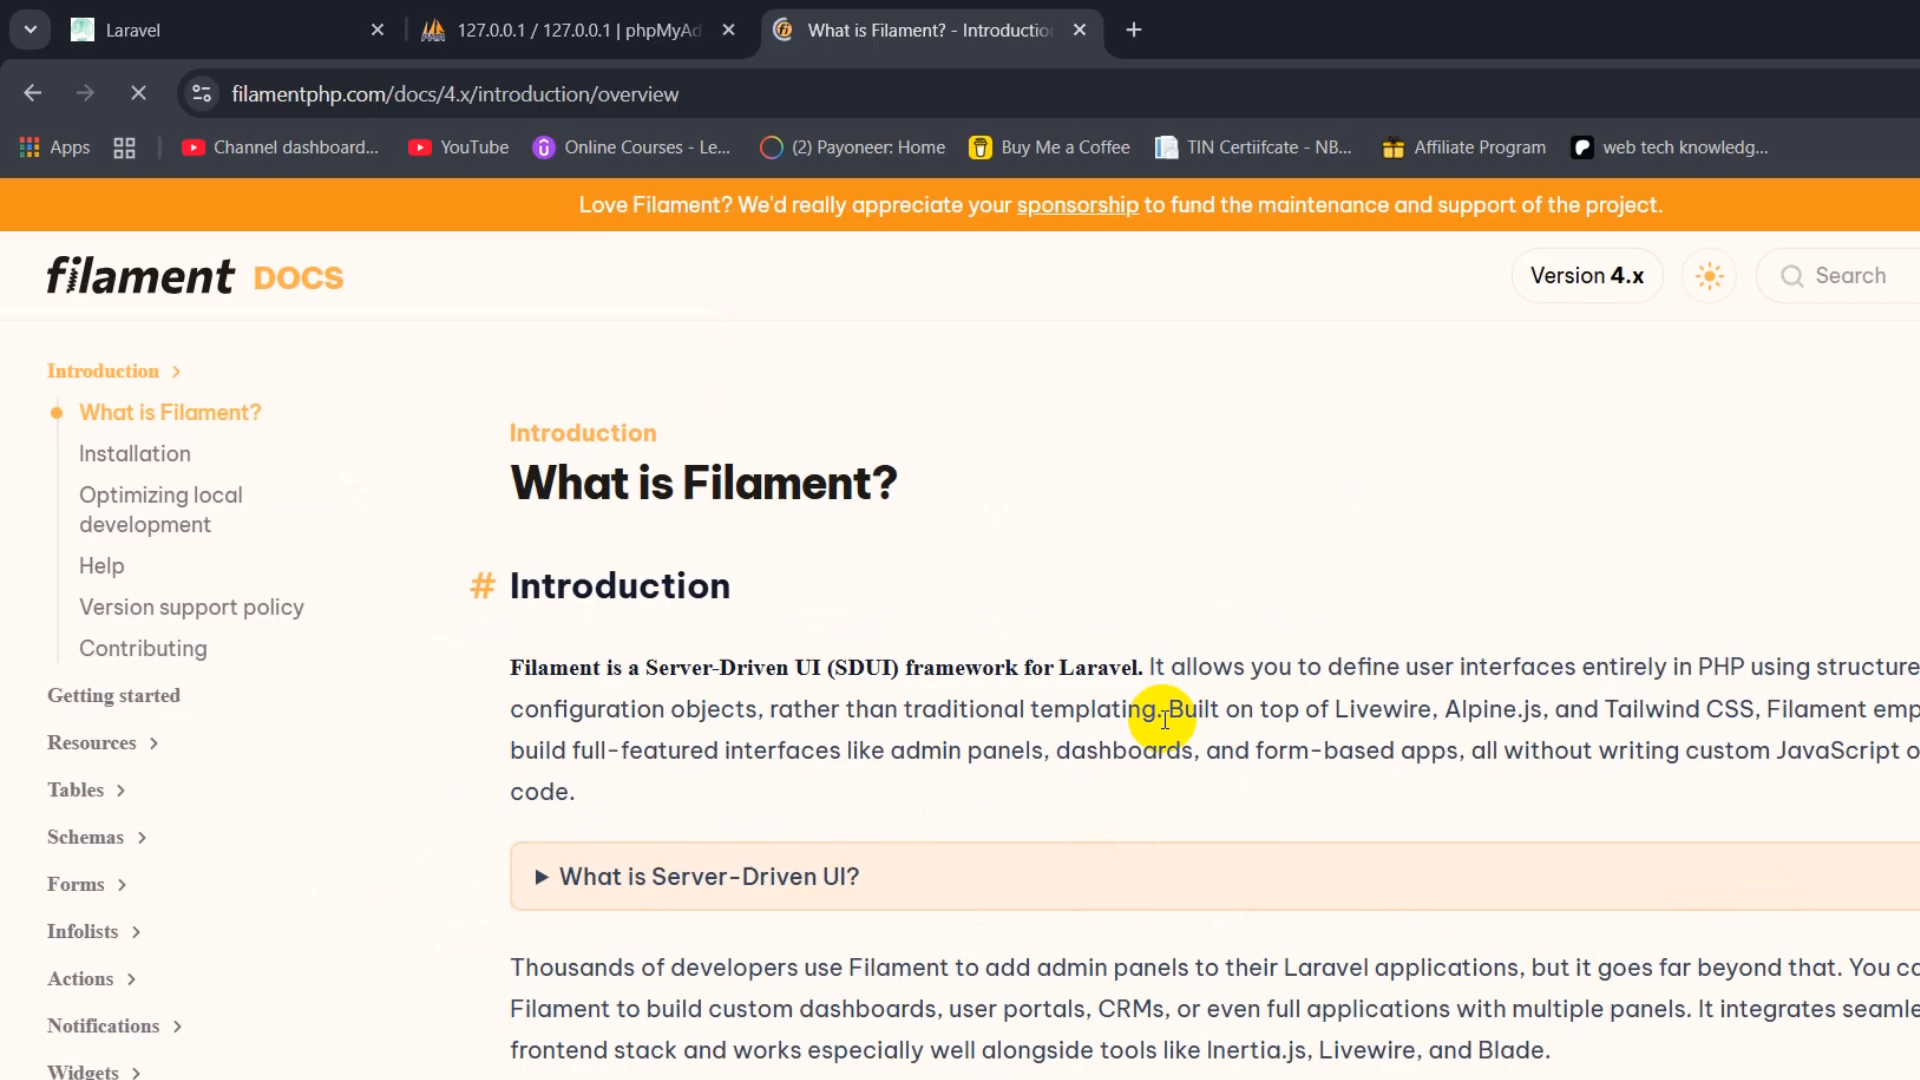 Laravel
127.0.0.1 / 127.0.0.1 | phpMyAd
What is Filament? - Introductio
filamentphp.com/docs/4.x/introduction/overview
Apps
Channel dashboard...
YouTube
Online Courses - Le...
(2) Payoneer: Home
Buy Me a Coffee
TIN Certiifcate - NB...
Affiliate Program
web tech knowledg...
Love Filament? We'd really appreciate your sponsorship to fund the maintenance and support of the project.
filament DOCS
Version 4.x
Search
Introduction
What is Filament?
Installation
Optimizing local
development
Help
Version support policy
Contributing
Getting started
Resources
Tables
Schemas
Forms
Infolists
Actions
Notifications
Widgets
Introduction
What is Filament?
# Introduction
Filament is a Server-Driven UI (SDUI) framework for Laravel. It allows you to define user interfaces entirely in PHP using structure
configuration objects, rather than traditional templating. Built on top of Livewire, Alpine.js, and Tailwind CSS, Filament emp
build full-featured interfaces like admin panels, dashboards, and form-based apps, all without writing custom JavaScript o
code.
What is Server-Driven UI?
Thousands of developers use Filament to add admin panels to their Laravel applications, but it goes far beyond that. You ca
Filament to build custom dashboards, user portals, CRMs, or even full applications with multiple panels. It integrates seamle
frontend stack and works especially well alongside tools like Inertia.js, Livewire, and Blade.